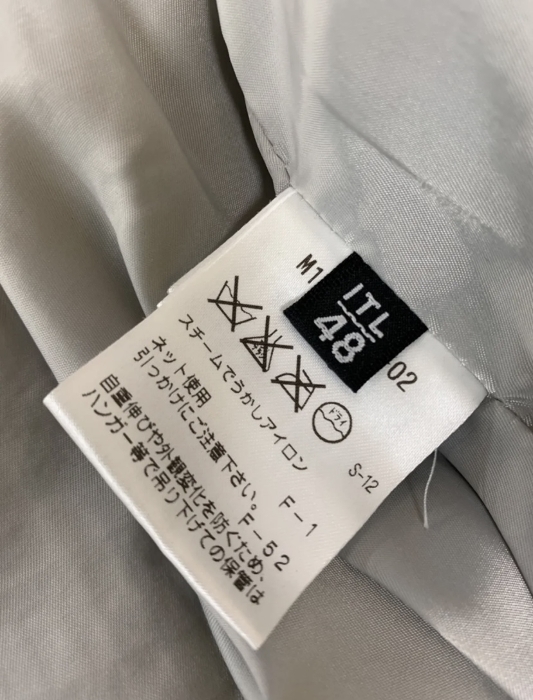 M1
ITL
48
02
ドライ
スチームでうかしアイロン S-12
ネット使用 F-1
引っかけにご注意下さい。 F-52
自重伸びや外観変化を防ぐため、
ハンガー等で吊り下げての保管は